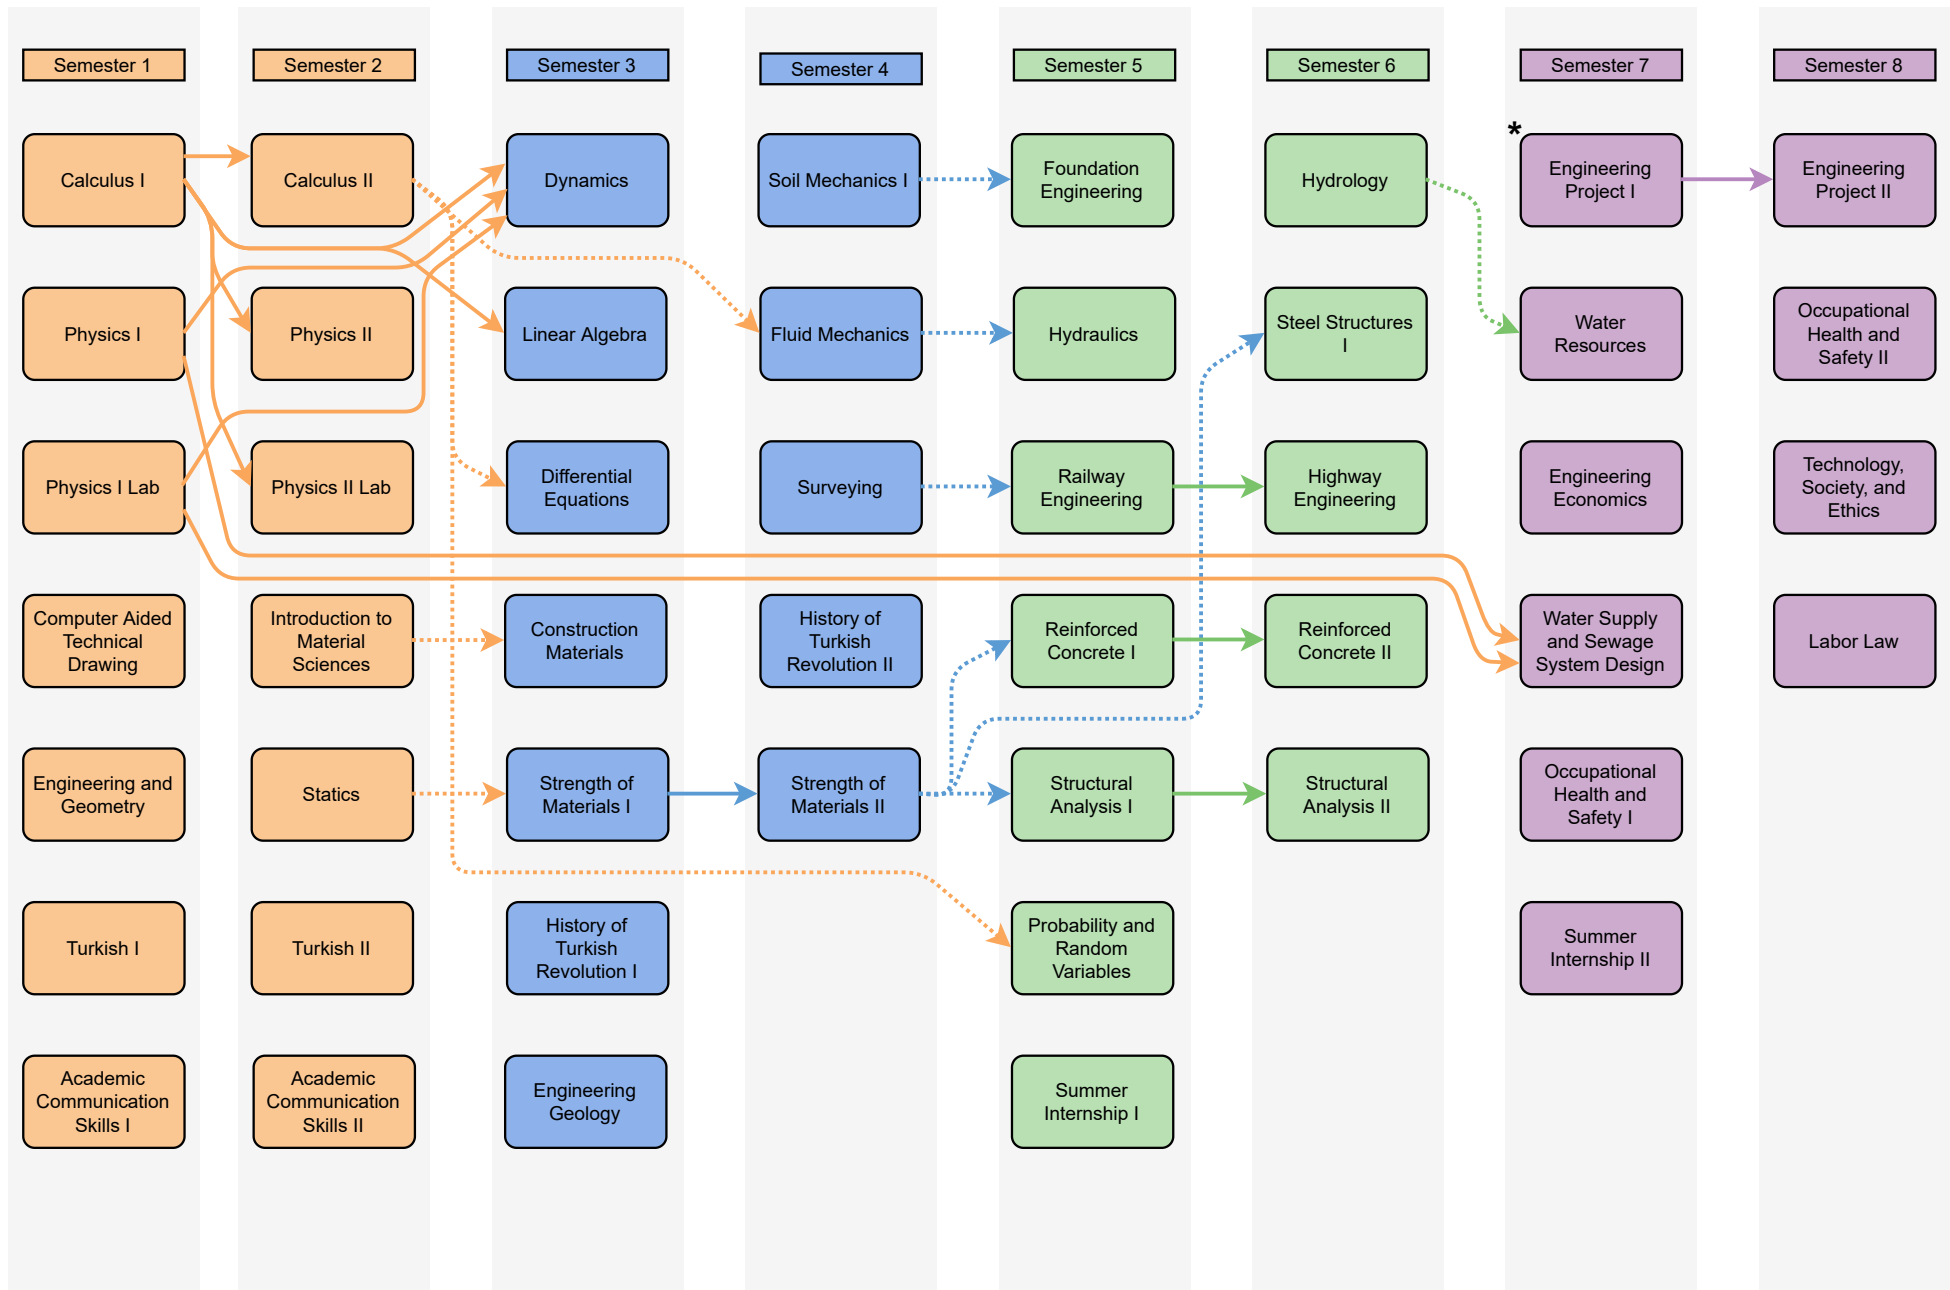 Semester 1
Semester 2
Semester 3
Semester 4
Semester 5
Semester 6
Semester 7
Semester 8
Calculus I
Calculus II
Dynamics
Soil Mechanics I
Foundation
Engineering
Hydrology
*
Engineering
Project I
Engineering
Project II
Physics I
Physics II
Linear Algebra
Fluid Mechanics
Hydraulics
Steel Structures
I
Water
Resources
Occupational
Health and
Safety II
Physics I Lab
Physics II Lab
Differential
Equations
Surveying
Railway
Engineering
Highway
Engineering
Engineering
Economics
Technology,
Society, and
Ethics
Computer Aided
Technical
Drawing
Introduction to
Material
Sciences
Construction
Materials
History of
Turkish
Revolution II
Reinforced
Concrete I
Reinforced
Concrete II
Water Supply
and Sewage
System Design
Labor Law
Engineering and
Geometry
Statics
Strength of
Materials I
Strength of
Materials II
Structural
Analysis I
Structural
Analysis II
Occupational
Health and
Safety I
Turkish I
Turkish II
History of
Turkish
Revolution I
Probability and
Random
Variables
Summer
Internship II
Academic
Communication
Skills I
Academic
Communication
Skills II
Engineering
Geology
Summer
Internship I